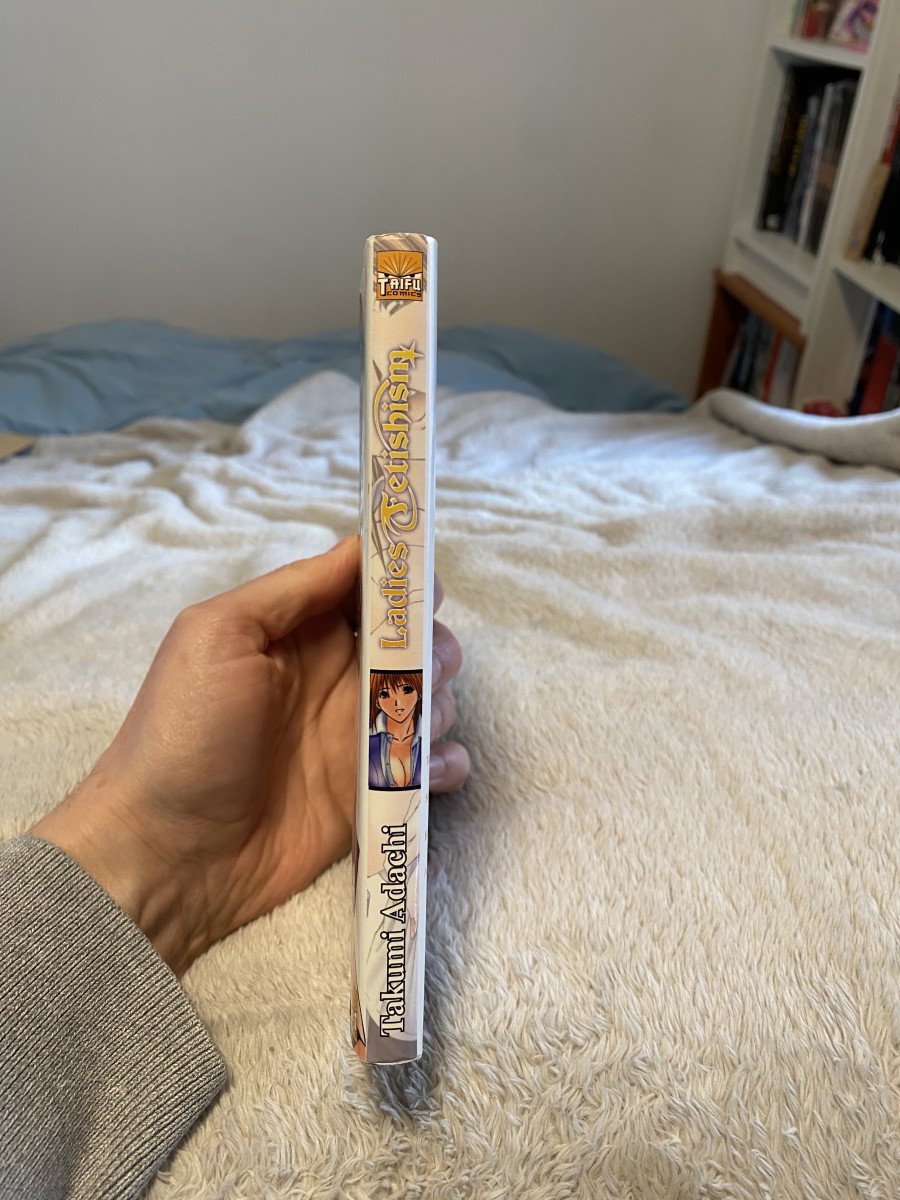 TAIFU
COMICS
Ladies Fetishism
Takumi Adachi